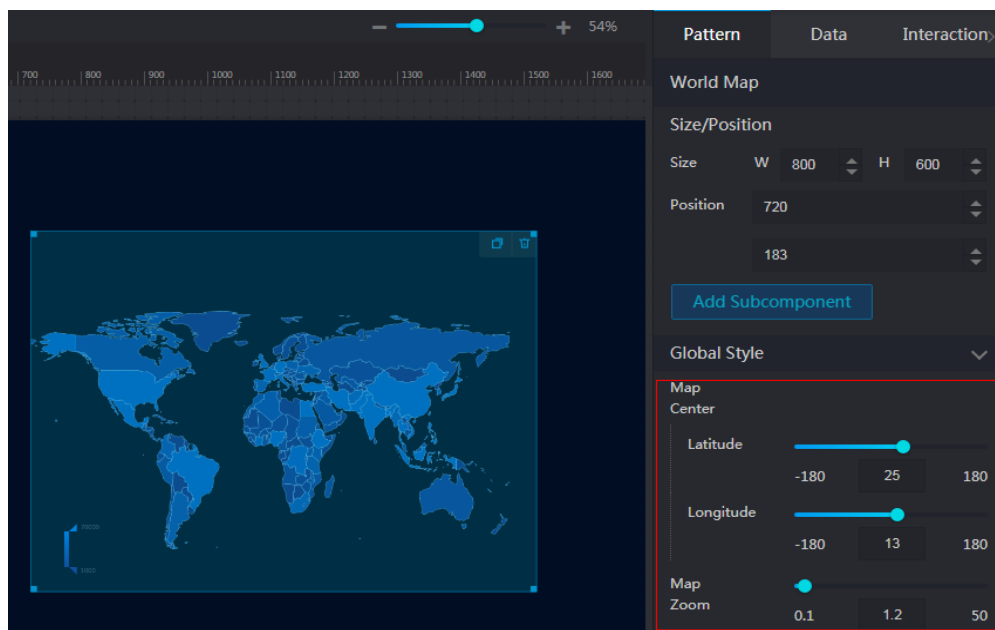 54%
Pattern Data Interaction
700 800 900 1000 1100 1200 1300 1400 1500 1600
World Map
Size/Position
Size W 800 H 600
Position 720
183
Add Subcomponent
Global Style
Map
Center
Latitude
-180 25 180
Longitude
-180 13 180
Map
Zoom
0.1 1.2 50